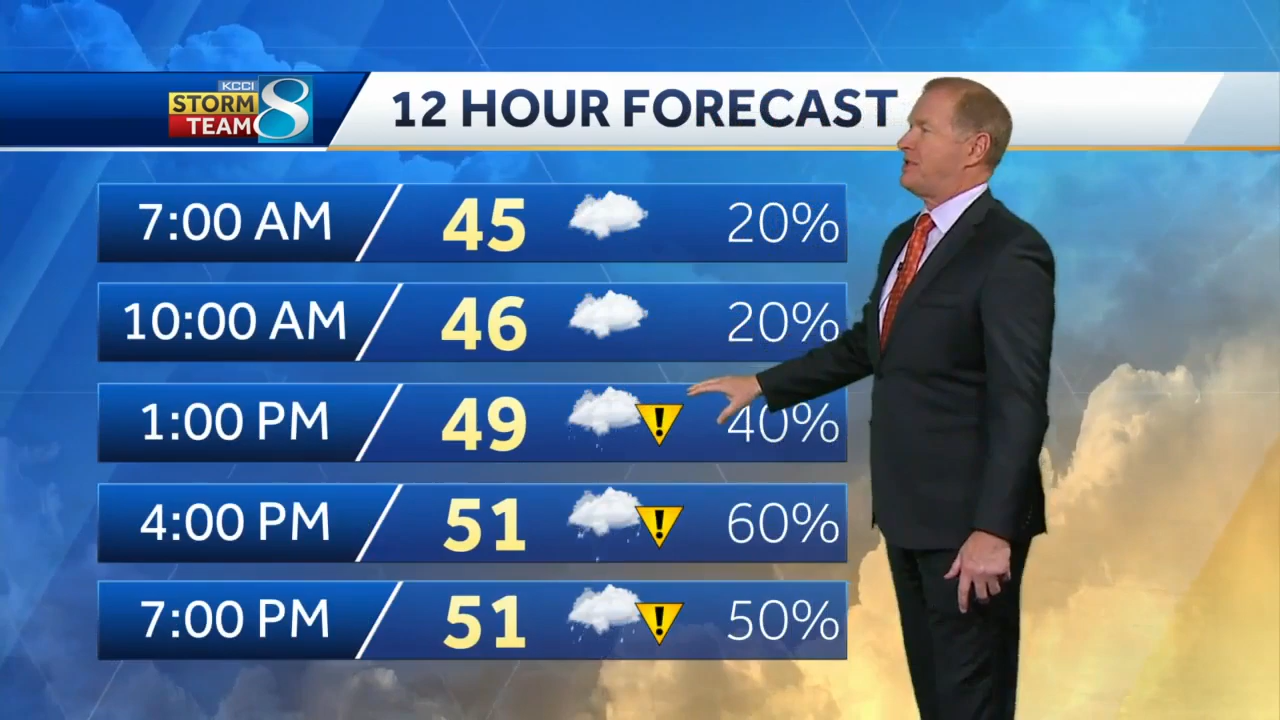 KCCI
STORM
TEAM 8
12 HOUR FORECAST
7:00 AM 45 20%
10:00 AM 46 20%
1:00 PM 49 ! 40%
4:00 PM 51 ! 60%
7:00 PM 51 ! 50%